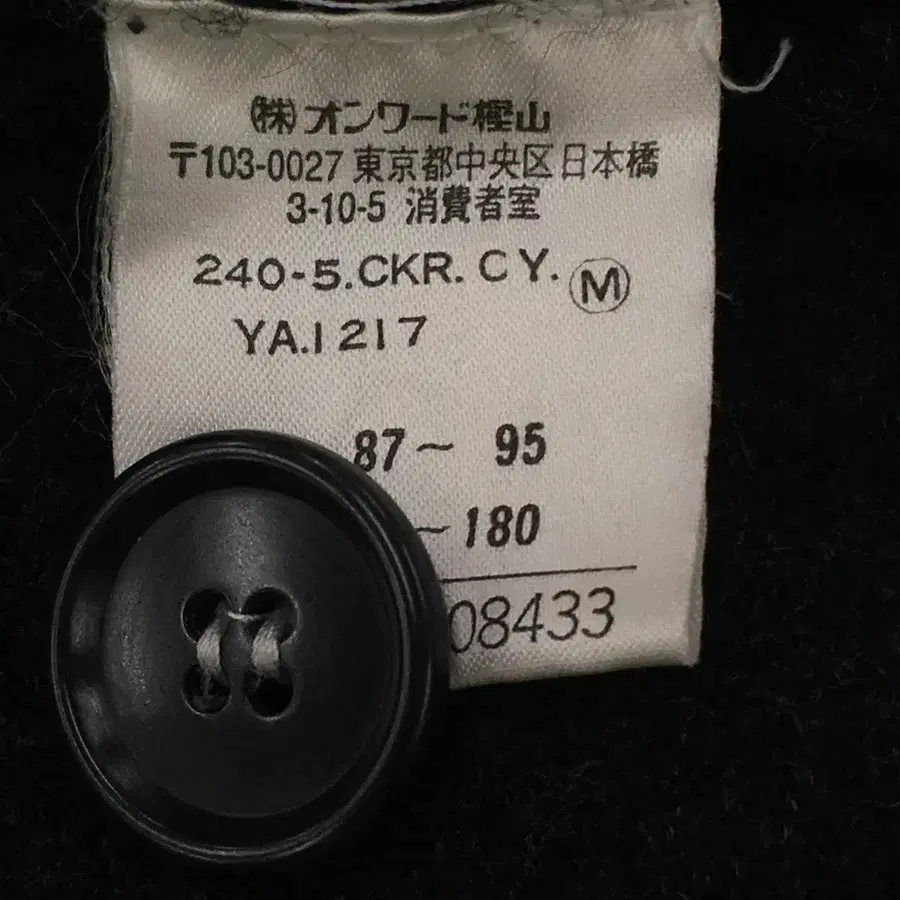 (株)オンワード樫山
〒103-0027 東京都中央区日本橋
3-10-5 消費者室
240-5.CKR.CY. M
YA.1217
87〜 95
〜180
08433